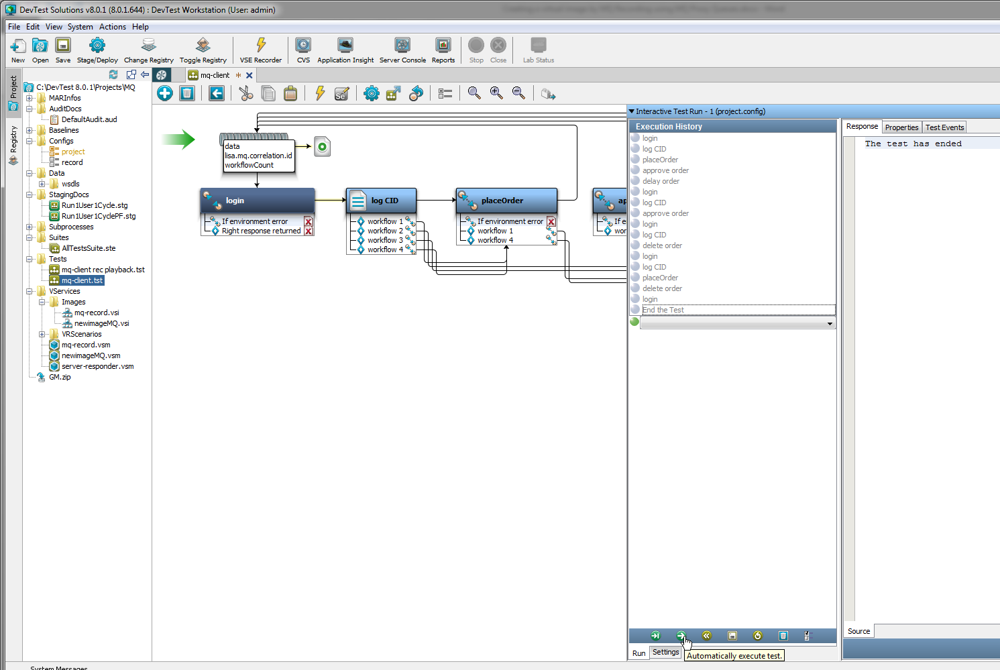 DevTest Solutions v8.0.1 (8.0.1.644) : DevTest Workstation (User: admin)
File Edit View System Actions Help
New Open Save Stage/Deploy Change Registry Toggle Registry VSE Recorder CVS Application Insight Server Console Reports Stop Close Lab Status
Project
Registry
C:\DevTest 8.0.1\Projects\MQ
MARInfos
AuditDocs
DefaultAudit.aud
Baselines
Configs
project
record
Data
wsdls
StagingDocs
Run1User1Cycle.stg
Run1User1CyclePF.stg
Subprocesses
Suites
AllTestsSuite.ste
Tests
mq-client rec playback.tst
mq-client.tst
VServices
Images
mq-record.vsi
newimageMQ.vsi
VRScenarios
mq-record.vsm
newimageMQ.vsm
server-responder.vsm
GM.zip
mq-client
Se
data
lisa.mq.correlation.id
workflowCount
login
If environment error
Right response returned
log CID
workflow 1
workflow 2
workflow 3
workflow 4
placeOrder
If environment error
workflow 1
workflow 4
ap
If e
wo
Interactive Test Run - 1 (project.config)
Execution History
login
log CID
placeOrder
approve order
delay order
login
log CID
approve order
login
log CID
delete order
login
log CID
placeOrder
delete order
login
End the Test
Run Settings
Automatically execute test.
Response Properties Test Events
The test has ended
Source
System Messages